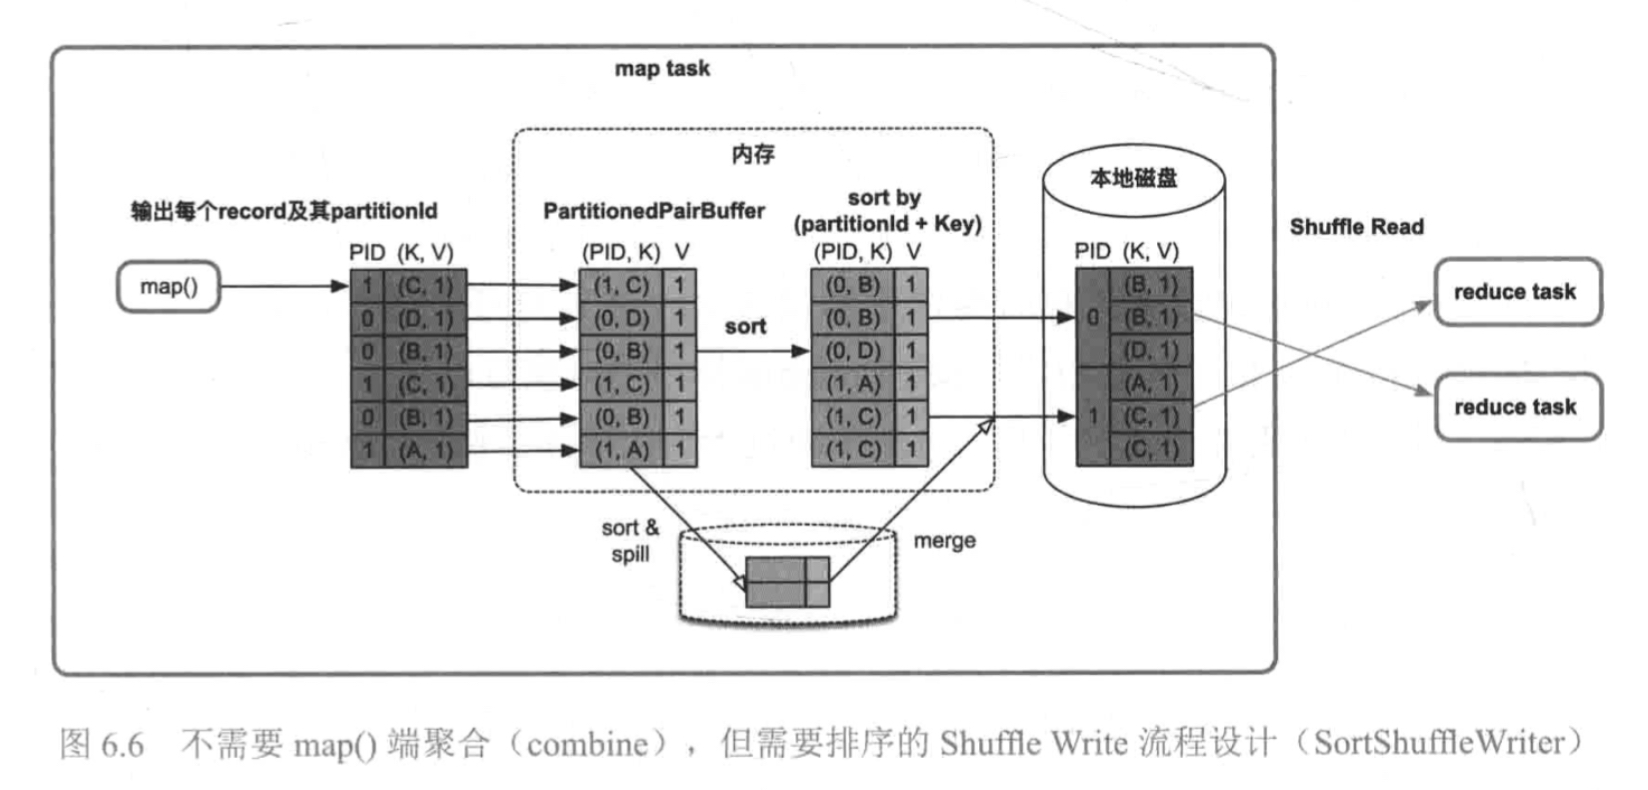 map task
内存
本地磁盘
输出每个record及其partitionId
PartitionedPairBuffer
sort by
(partitionId + Key)
Shuffle Read
PID (K, V)
(PID, K) V
(PID, K) V
PID (K, V)
map()
1 (C, 1)
0 (D, 1)
0 (B, 1)
1 (C, 1)
0 (B, 1)
1 (A, 1)
(1, C) 1
(0, D) 1
(0, B) 1
(1, C) 1
(0, B) 1
(1, A) 1
sort
(0, B) 1
(0, B) 1
(0, D) 1
(1, A) 1
(1, C) 1
(1, C) 1
0
(B, 1)
(B, 1)
(D, 1)
1
(A, 1)
(C, 1)
(C, 1)
reduce task
reduce task
sort &
spill
merge
图 6.6 不需要 map() 端聚合（combine），但需要排序的 Shuffle Write 流程设计（SortShuffleWriter）